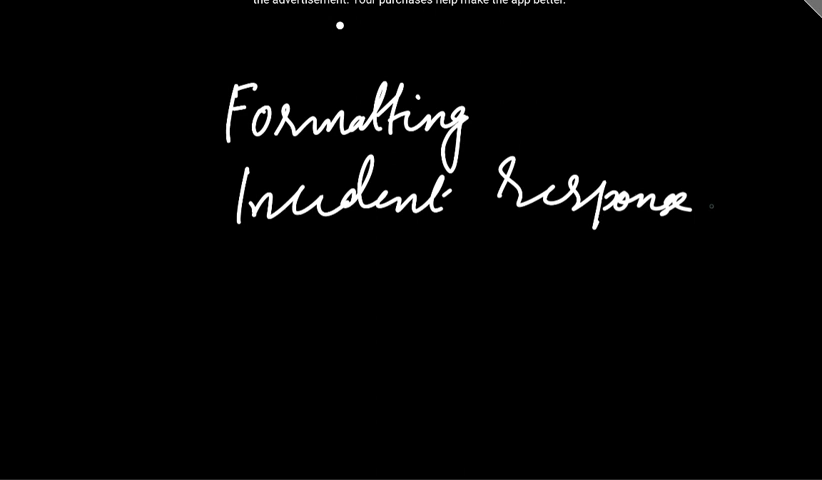 the advertisement. Your purchases help make the app better.
Formatting
Incident Response